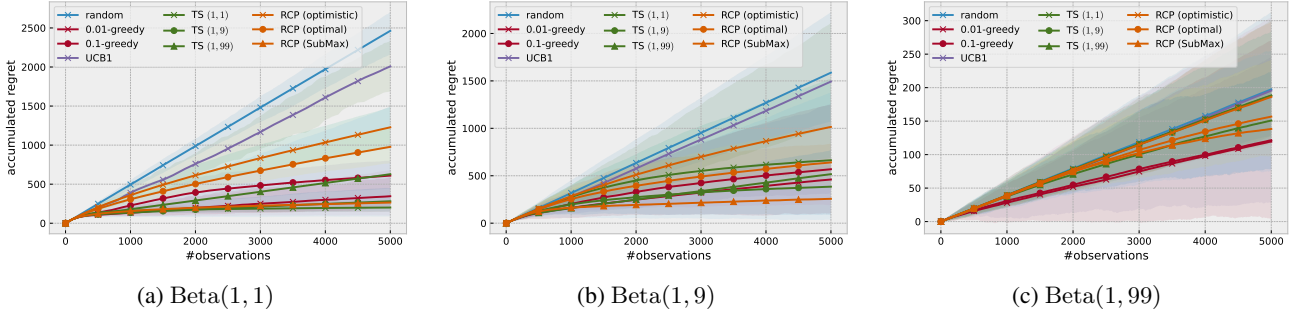 accumulated regret
2500
2000
1500
1000
500
0
random
0.01-greedy
0.1-greedy
UCB1
TS (1, 1)
TS (1, 9)
TS (1, 99)
RCP (optimistic)
RCP (optimal)
RCP (SubMax)
0 1000 2000 3000 4000 5000
#observations
(a) Beta(1, 1)
accumulated regret
2000
1500
1000
500
0
random
0.01-greedy
0.1-greedy
UCB1
TS (1, 1)
TS (1, 9)
TS (1, 99)
RCP (optimistic)
RCP (optimal)
RCP (SubMax)
0 1000 2000 3000 4000 5000
#observations
(b) Beta(1, 9)
accumulated regret
300
250
200
150
100
50
0
random
0.01-greedy
0.1-greedy
UCB1
TS (1, 1)
TS (1, 9)
TS (1, 99)
RCP (optimistic)
RCP (optimal)
RCP (SubMax)
0 1000 2000 3000 4000 5000
#observations
(c) Beta(1, 99)